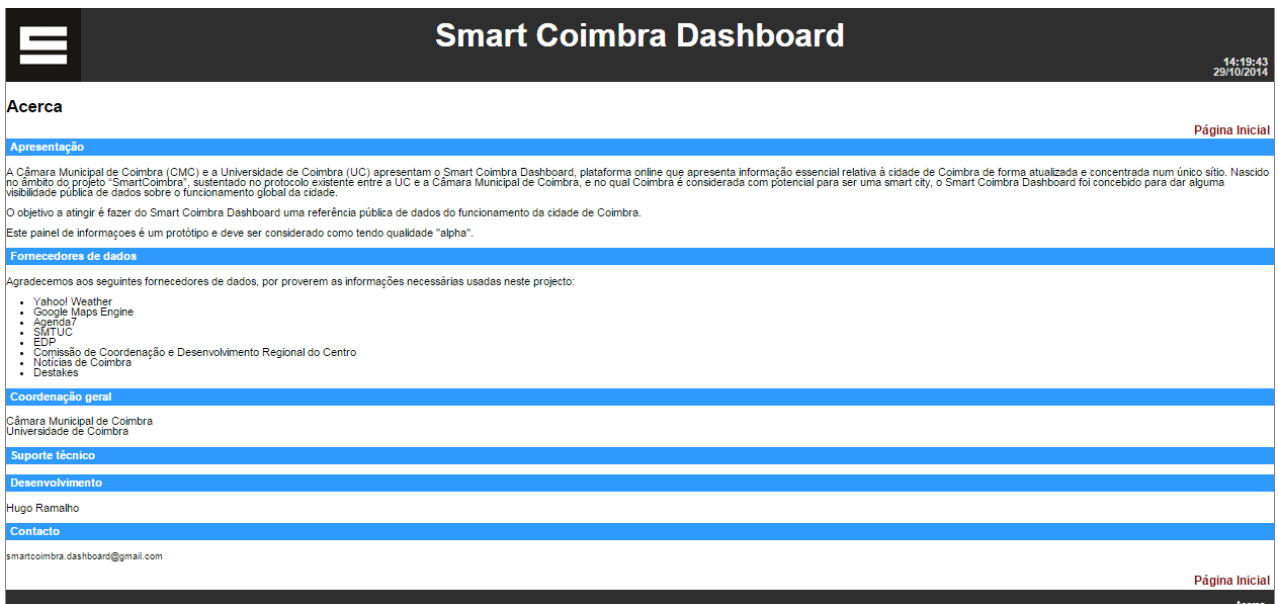 Smart Coimbra Dashboard
14:19:43
29/10/2014
Acerca
Página Inicial
Apresentação
A Câmara Municipal de Coimbra (CMC) e a Universidade de Coimbra (UC) apresentam o Smart Coimbra Dashboard, plataforma online que apresenta informação essencial relativa à cidade de Coimbra de forma atualizada e concentrada num único sítio. Nascido
no âmbito do projeto "SmartCoimbra", sustentado no protocolo existente entre a UC e a Câmara Municipal de Coimbra, e no qual Coimbra é considerada com potencial para ser uma smart city, o Smart Coimbra Dashboard foi concebido para dar alguma
visibilidade pública de dados sobre o funcionamento global da cidade.
O objetivo a atingir é fazer do Smart Coimbra Dashboard uma referência pública de dados do funcionamento da cidade de Coimbra.
Este painel de informaçoes é um protótipo e deve ser considerado como tendo qualidade "alpha".
Fornecedores de dados
Agradecemos aos seguintes fornecedores de dados, por proverem as informações necessárias usadas neste projecto:
• Yahoo! Weather
• Google Maps Engine
• Agenda7
• SMTUC
• EDP
• Comissão de Coordenação e Desenvolvimento Regional do Centro
• Notícias de Coimbra
• Destakes
Coordenação geral
Câmara Municipal de Coimbra
Universidade de Coimbra
Suporte técnico
Desenvolvimento
Hugo Ramalho
Contacto
smartcoimbra.dashboard@gmail.com
Página Inicial
Acerca